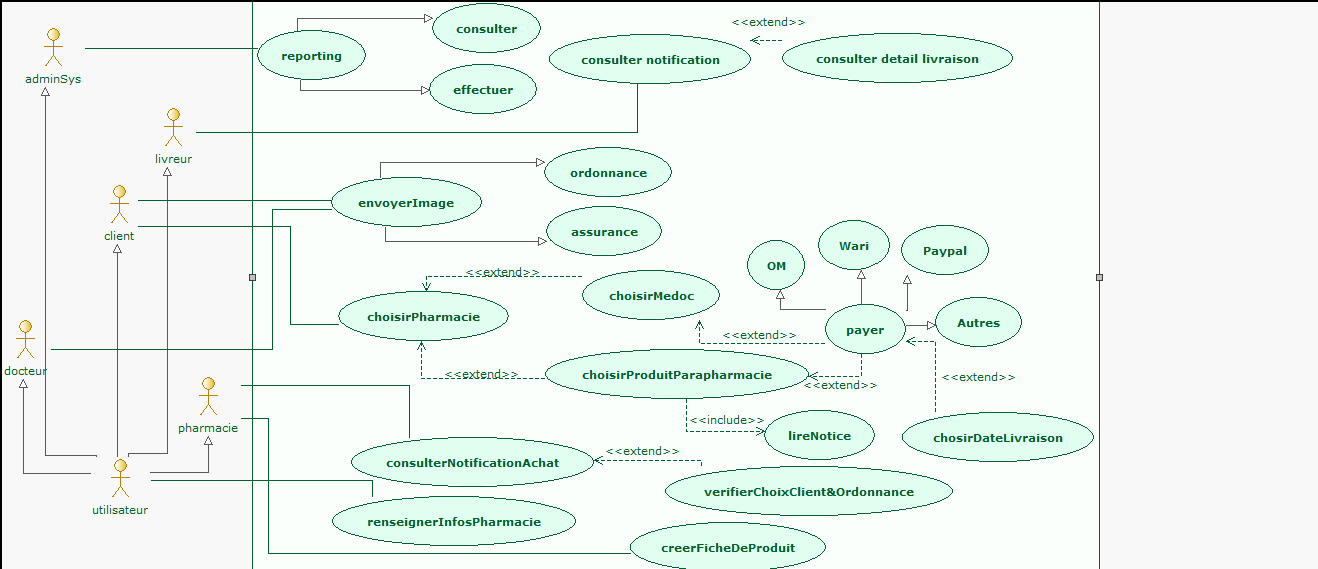 <<extend>>
consulter
adminSys
reporting
consulter notification
consulter detail livraison
effectuer
livreur
ordonnance
client
envoyerImage
assurance
Wari
Paypal
OM
<<extend>>
choisirMedoc
choisirPharmacie
<<extend>>
payer
Autres
docteur
<<extend>>
choisirProduitParapharmacie
<<extend>>
<<extend>>
pharmacie
<<include>>
lireNotice
chosirDateLivraison
consulterNotificationAchat
<<extend>>
verifierChoixClient&Ordonnance
utilisateur
renseignerInfosPharmacie
creerFicheDeProduit